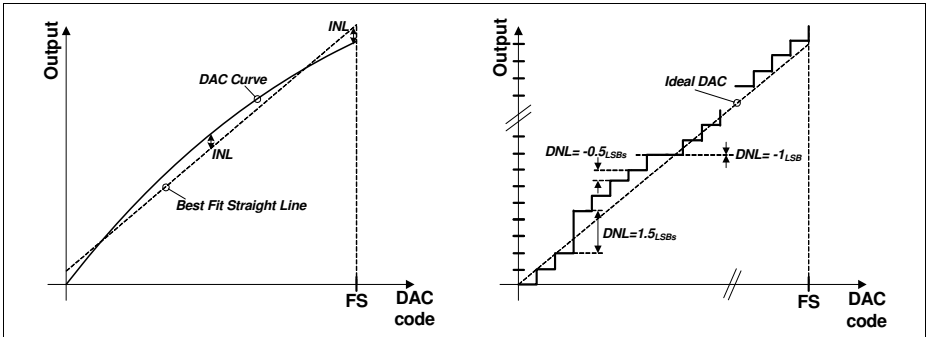 Output
INL
DAC Curve
INL
Best Fit Straight Line
FS
DAC
code
Output
Ideal DAC
DNL= -0.5LSBs
DNL= -1LSB
DNL=1.5LSBs
FS
DAC
code